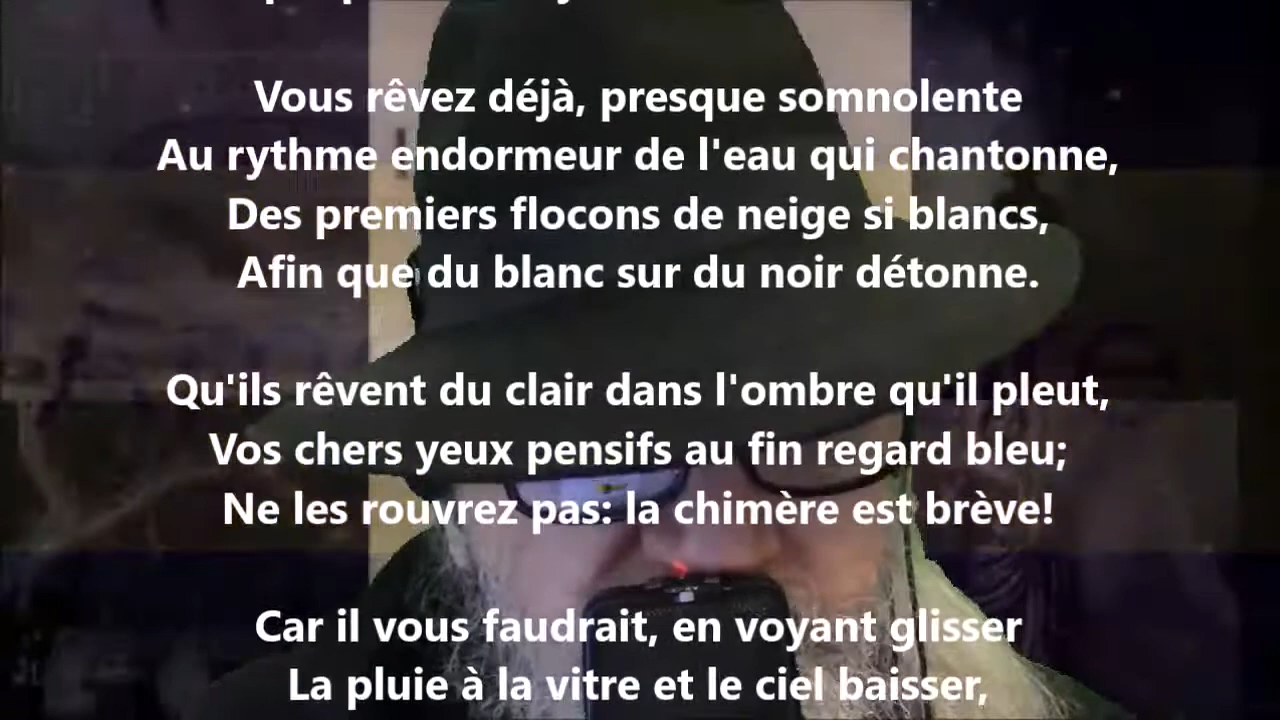 Vous rêvez déjà, presque somnolente
Au rythme endormeur de l'eau qui chantonne,
Des premiers flocons de neige si blancs,
Afin que du blanc sur du noir détonne.
Qu'ils rêvent du clair dans l'ombre qu'il pleut,
Vos chers yeux pensifs au fin regard bleu;
Ne les rouvrez pas: la chimère est brève!
Car il vous faudrait, en voyant glisser
La pluie à la vitre et le ciel baisser,